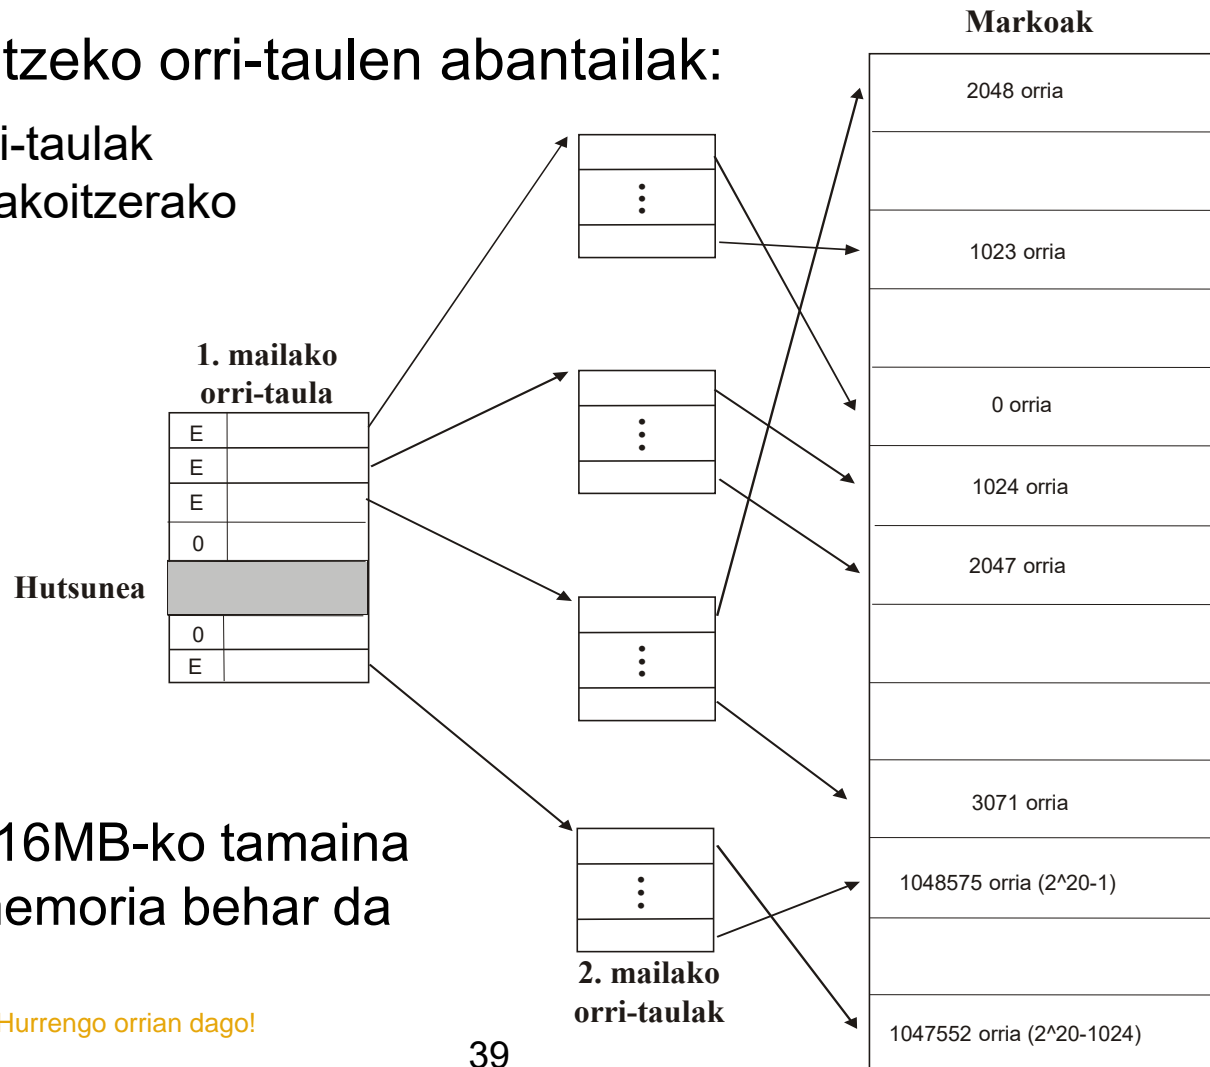 Markoak
tzeko orri-taulen abantailak:
i-taulak
akoitzerako
2048 orria
1023 orria
0 orria
1024 orria
2047 orria
3071 orria
1048575 orria (2^20-1)
1047552 orria (2^20-1024)
1. mailako
orri-taula
E
E
E
0
Hutsunea
0
E
16MB-ko tamaina
emoria behar da
2. mailako
orri-taulak
Hurrengo orrian dago!
39